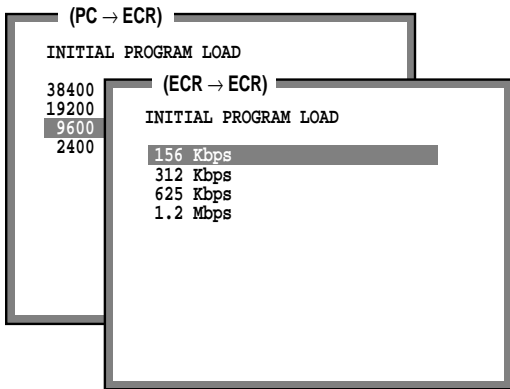 (PC → ECR)
INITIAL PROGRAM LOAD
38400
19200
9600
2400
(ECR → ECR)
INITIAL PROGRAM LOAD
156 Kbps
312 Kbps
625 Kbps
1.2 Mbps